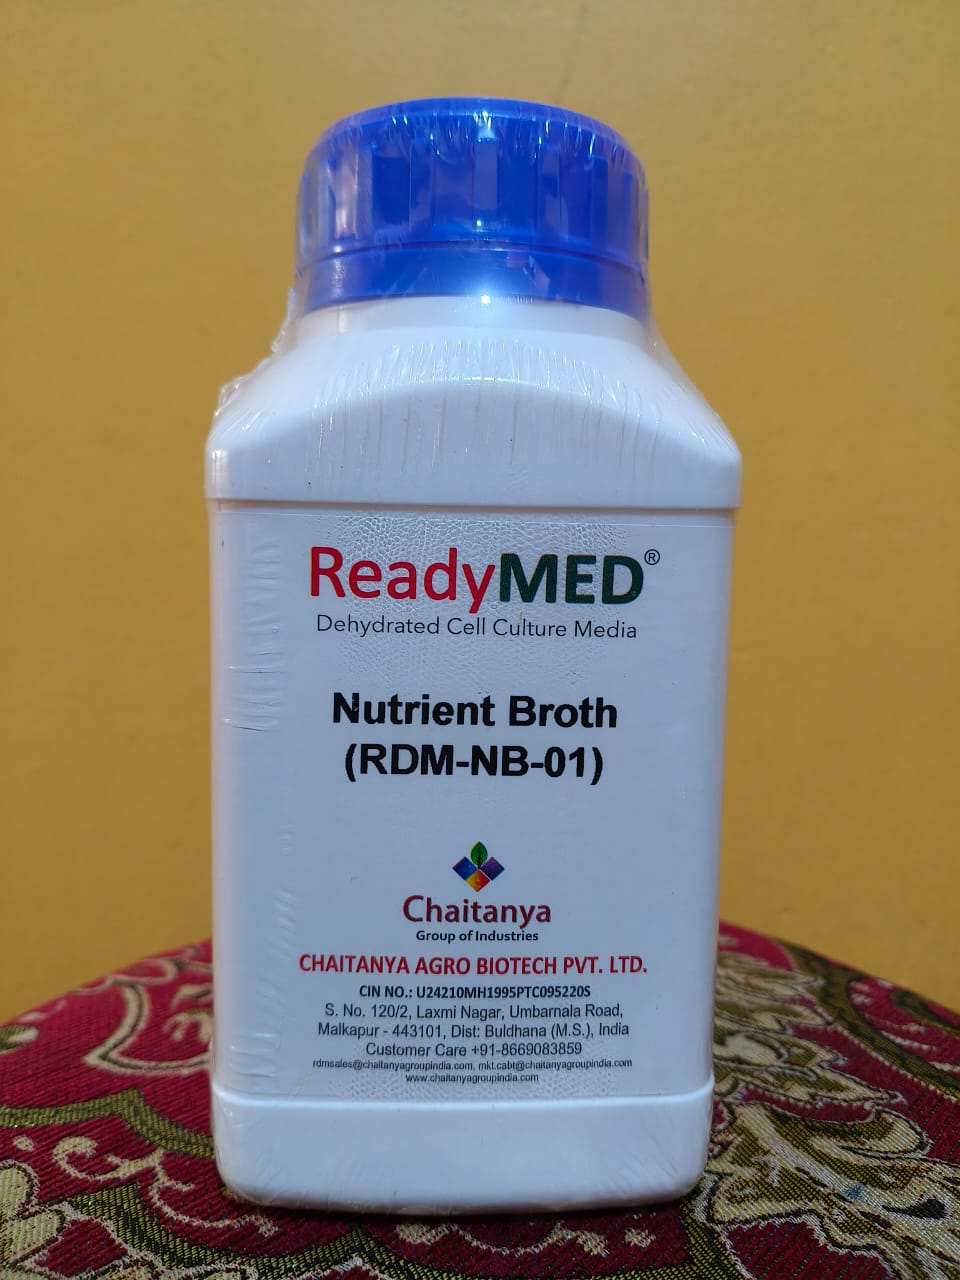 ReadyMED®
Dehydrated Cell Culture Media
Nutrient Broth
(RDM-NB-01)
Chaitanya
Group of Industries
CHAITANYA AGRO BIOTECH PVT. LTD.
CIN NO.: U24210MH1995PTC095220S
S. No. 120/2, Laxmi Nagar, Umbarnala Road,
Malkapur - 443101, Dist: Buldhana (M.S.), India
Customer Care +91-8669083859
rdmsales@chaitanyagroupindia.com, mkt.cabt@chaitanyagroupindia.com
www.chaitanyagroupindia.com